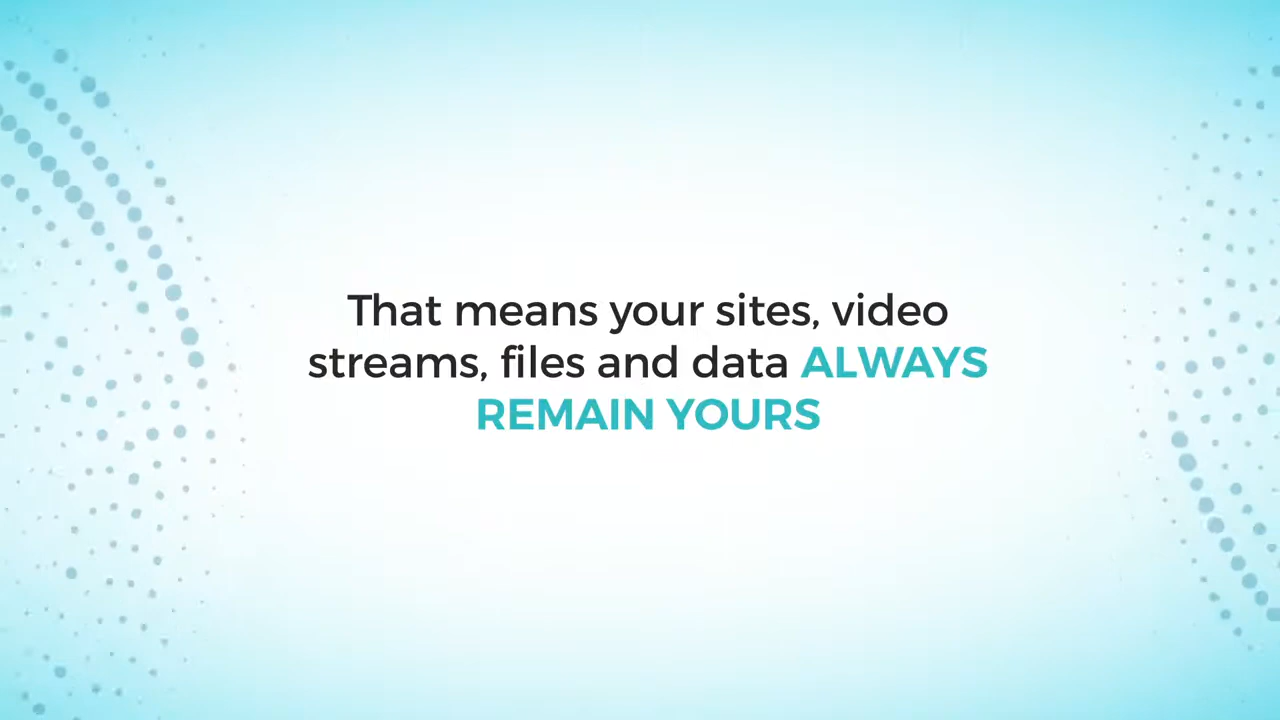 That means your sites, video
streams, files and data ALWAYS
REMAIN YOURS